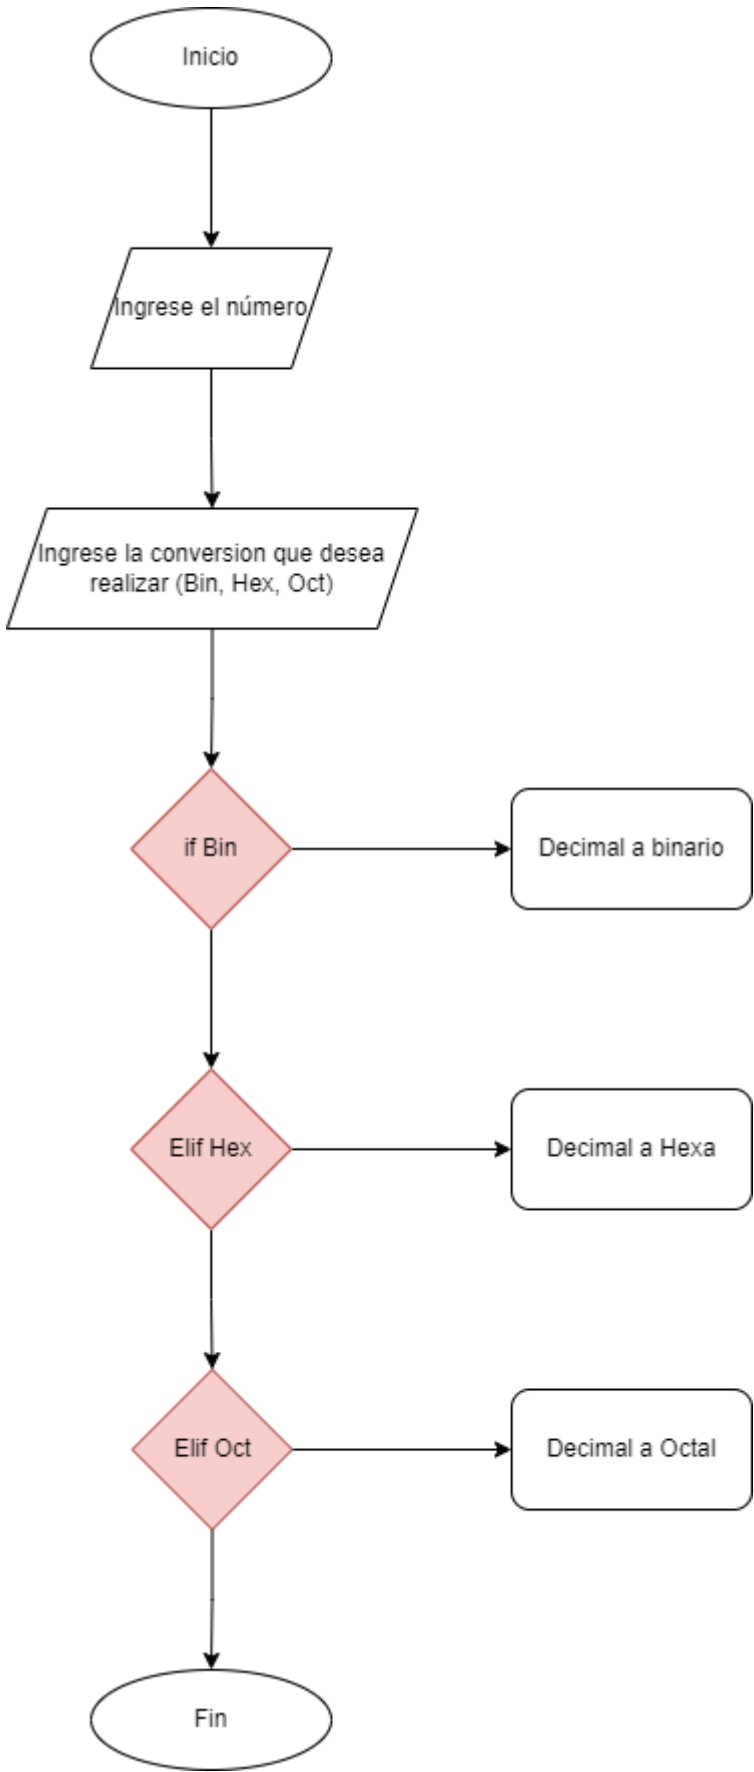 Inicio
Ingrese el número
Ingrese la conversion que desea
realizar (Bin, Hex, Oct)
if Bin
Decimal a binario
Elif Hex
Decimal a Hexa
Elif Oct
Decimal a Octal
Fin